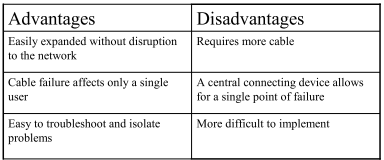 Advantages
Disadvantages
Easily expanded without disruption
to the network
Requires more cable
Cable failure affects only a single
user
A central connecting device allows
for a single point of failure
Easy to troubleshoot and isolate
problems
More difficult to implement